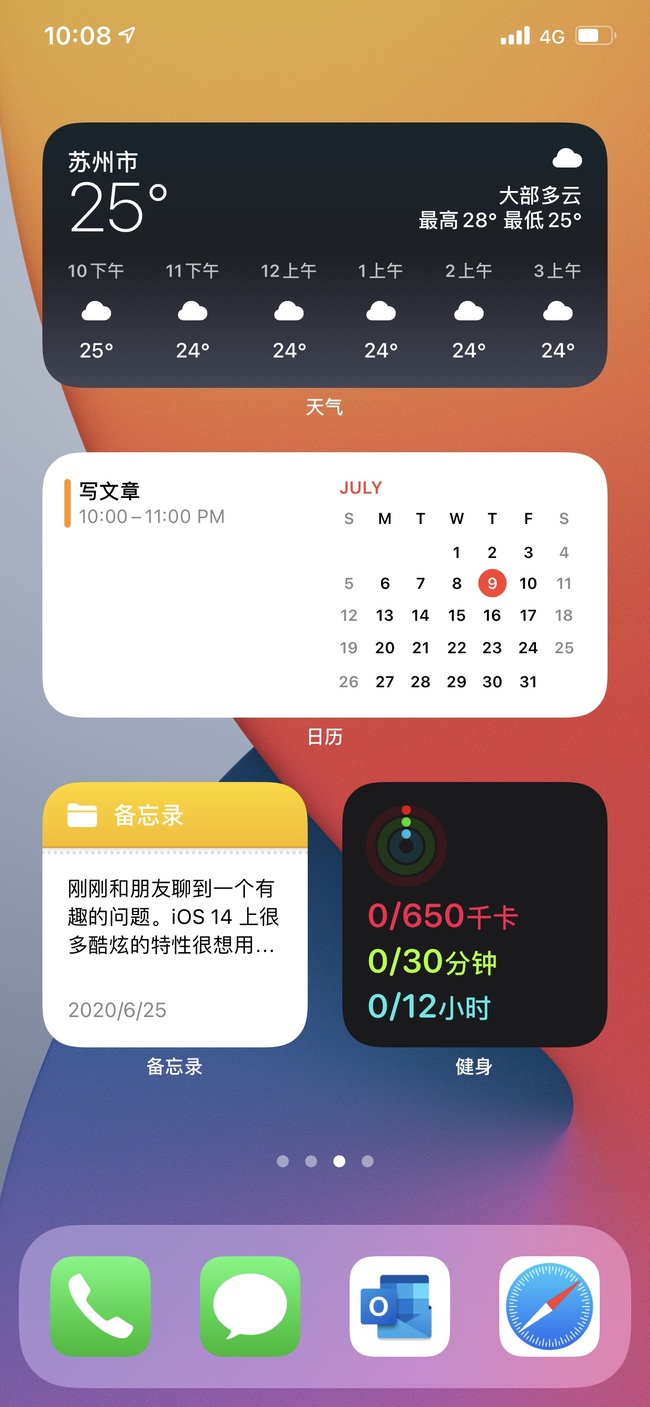 10:08 4G
苏州市
25°
大部多云
最高28° 最低25°
10下午 11下午 12上午 1上午 2上午 3上午
25° 24° 24° 24° 24° 24°
天气
写文章
10:00 – 11:00 PM
JULY
S M T W T F S
1 2 3 4
5 6 7 8 9 10 11
12 13 14 15 16 17 18
19 20 21 22 23 24 25
26 27 28 29 30 31
日历
备忘录
刚刚和朋友聊到一个有
趣的问题。iOS 14 上很
多酷炫的特性很想用...
2020/6/25
备忘录
0/650千卡
0/30分钟
0/12小时
健身
O